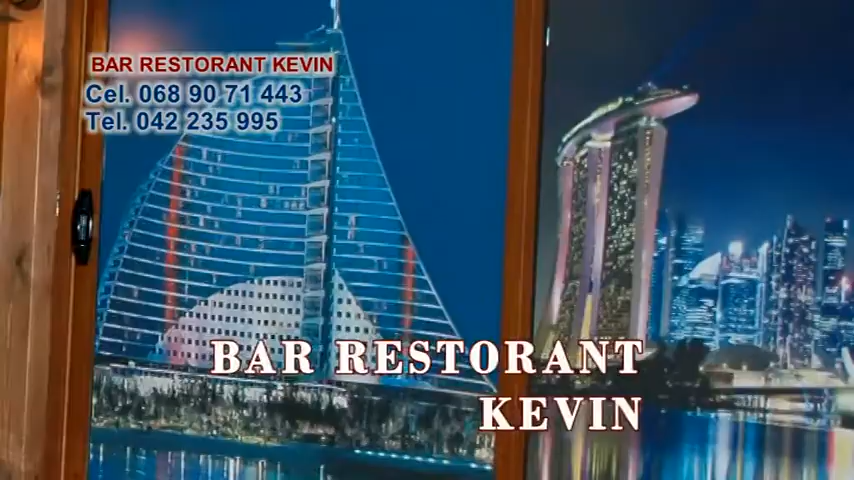 BAR RESTORANT KEVIN
Cel. 068 90 71 443
Tel. 042 235 995
BAR RESTORANT
KEVIN